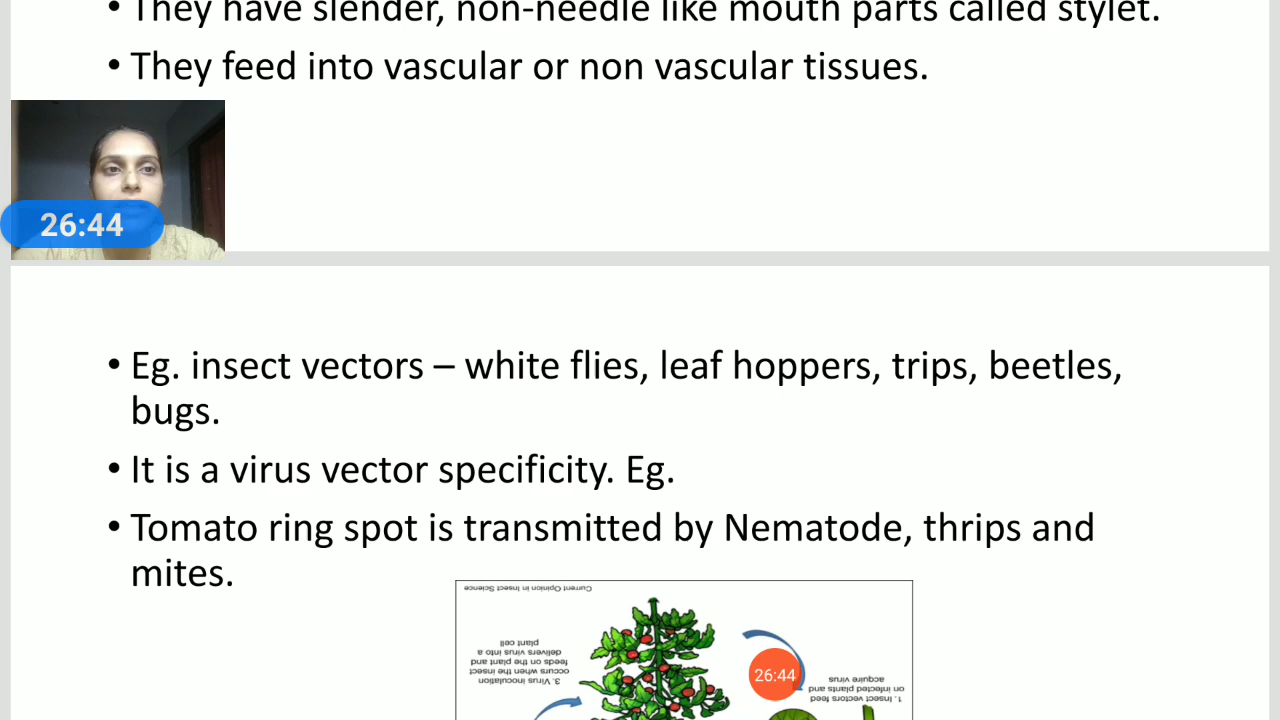 • They have slender, non-needle like mouth parts called stylet.
• They feed into vascular or non vascular tissues.
26:44
• Eg. insect vectors – white flies, leaf hoppers, trips, beetles,
bugs.
• It is a virus vector specificity. Eg.
• Tomato ring spot is transmitted by Nematode, thrips and
mites.
Current Opinion in Insect Science
3. Virus inoculation
occurs when the insect
feeds on the plant and
delivers virus into a
plant cell
26:44
1. Insect vectors feed
on infected plants and
acquire virus